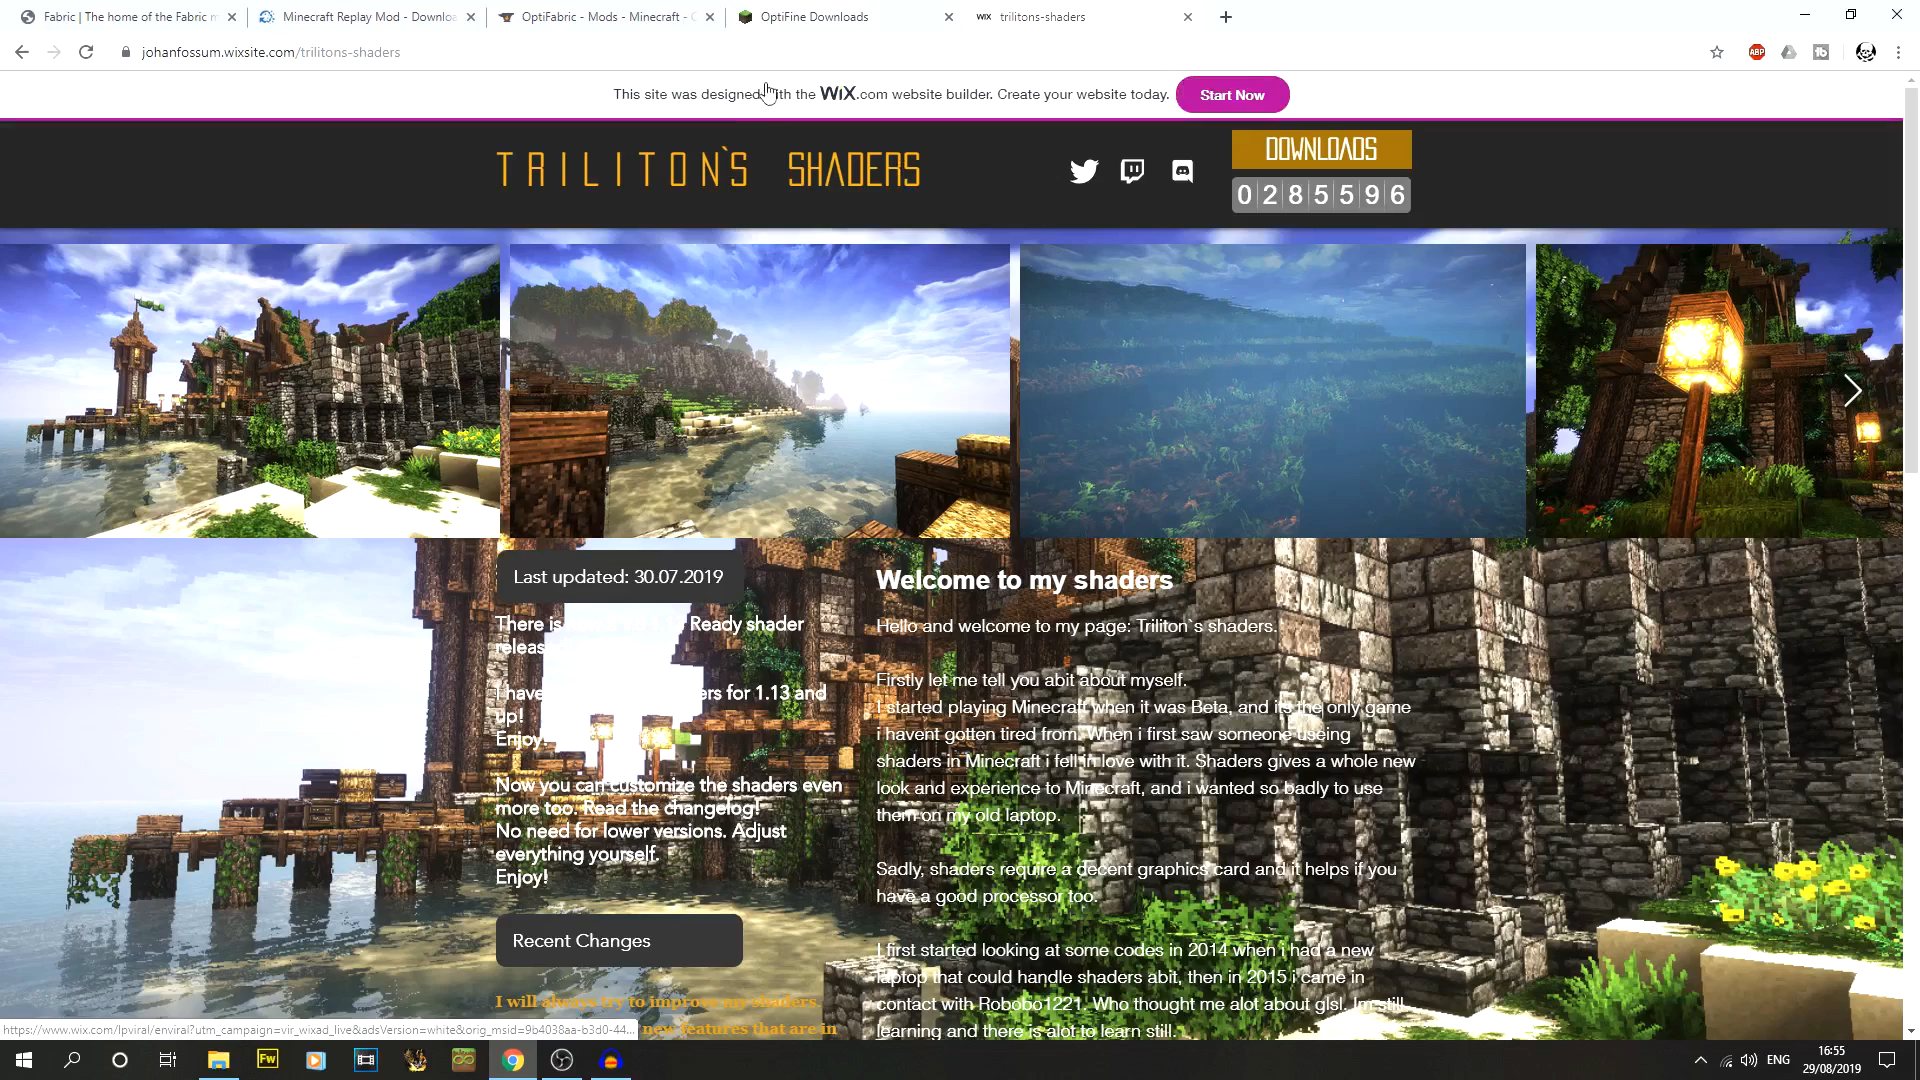 Fabric | The home of the Fabric m
Minecraft Replay Mod - Downloa
OptiFabric - Mods - Minecraft - C
OptiFine Downloads
WIX trilitons-shaders
johanfossum.wixsite.com/trilitons-shaders
ABP
This site was designed with the WiX.com website builder. Create your website today.
Start Now
TRILITON`S SHADERS
DOWNLOADS
0285596
Last updated: 30.07.2019
There is Ready shader
releas
I have ers for 1.13 and
up!
Enjoy!
Now you can customize the shaders even
more too. Read the changelog!
No need for lower versions. Adjust
everything yourself.
Enjoy!
Recent Changes
I will always try to improve my shaders
new features that are in
Welcome to my shaders
Hello and welcome to my page: Triliton`s shaders.
Firstly let me tell you abit about myself.
I started playing Minecraft when it was Beta, and its the only game
i havent gotten tired from. When i first saw someone useing
shaders in Minecraft i fell in love with it. Shaders gives a whole new
look and experience to Minecraft, and i wanted so badly to use
them on my old laptop.
Sadly, shaders require a decent graphics card and it helps if you
have a good processor too.
I first started looking at some codes in 2014 when i had a new
laptop that could handle shaders abit, then in 2015 i came in
contact with Robobo1221. Who thought me alot about glsl. Im still
learning and there is alot to learn still.
https://www.wix.com/lpviral/enviral?utm_campaign=vir_wixad_live&adsVersion=white&orig_msid=9b4038aa-b3d0-44...
Fw
ENG
16:55
29/08/2019